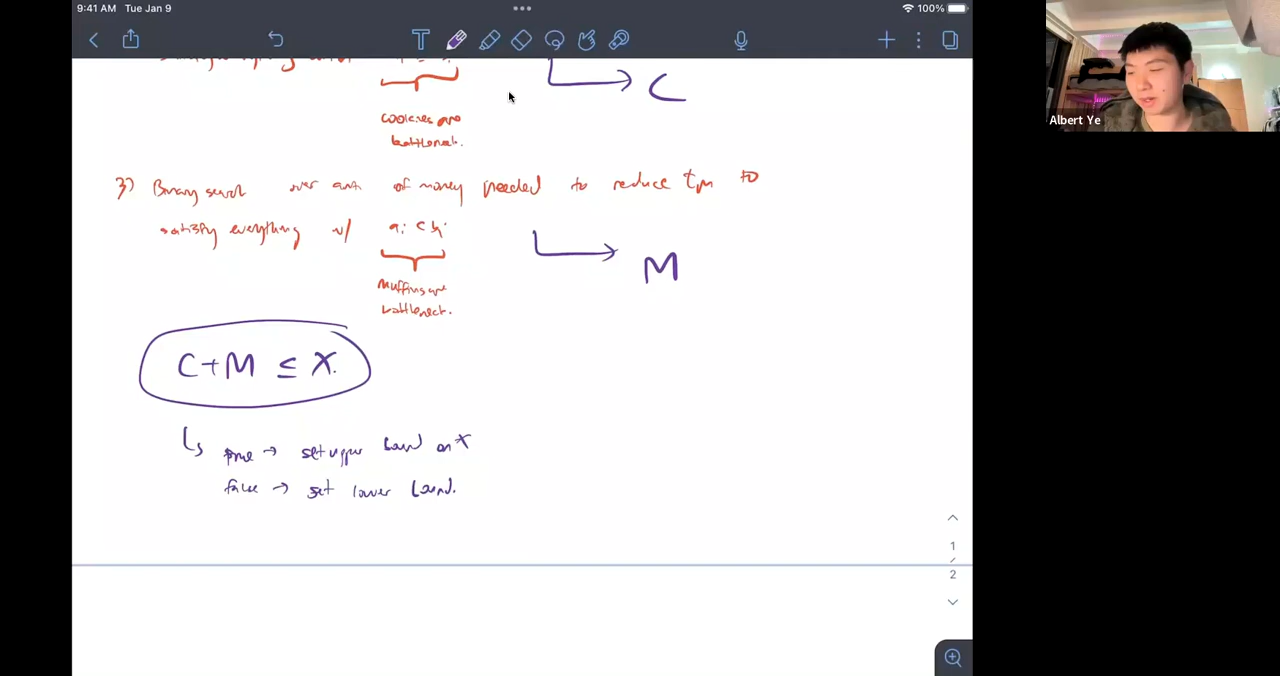 9:41 AM Tue Jan 9
100%
Albert Ye
C
cookies are
bottleneck.
3) Binary search over amt of money needed to reduce tM to
satisfy everything w/ ai < bi
M
Muffins are
bottleneck.
C+M ≤ X.
true → set upper bound on X
false → set lower bound.
1
/
2